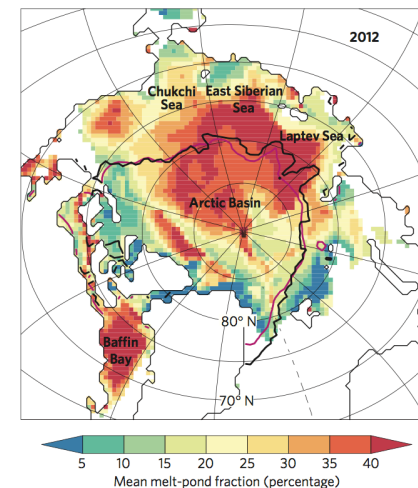 2012
Chukchi
Sea
East Siberian
Sea
Laptev Sea
Arctic Basin
80° N
Baffin
Bay
70° N
5 10 15 20 25 30 35 40
Mean melt-pond fraction (percentage)